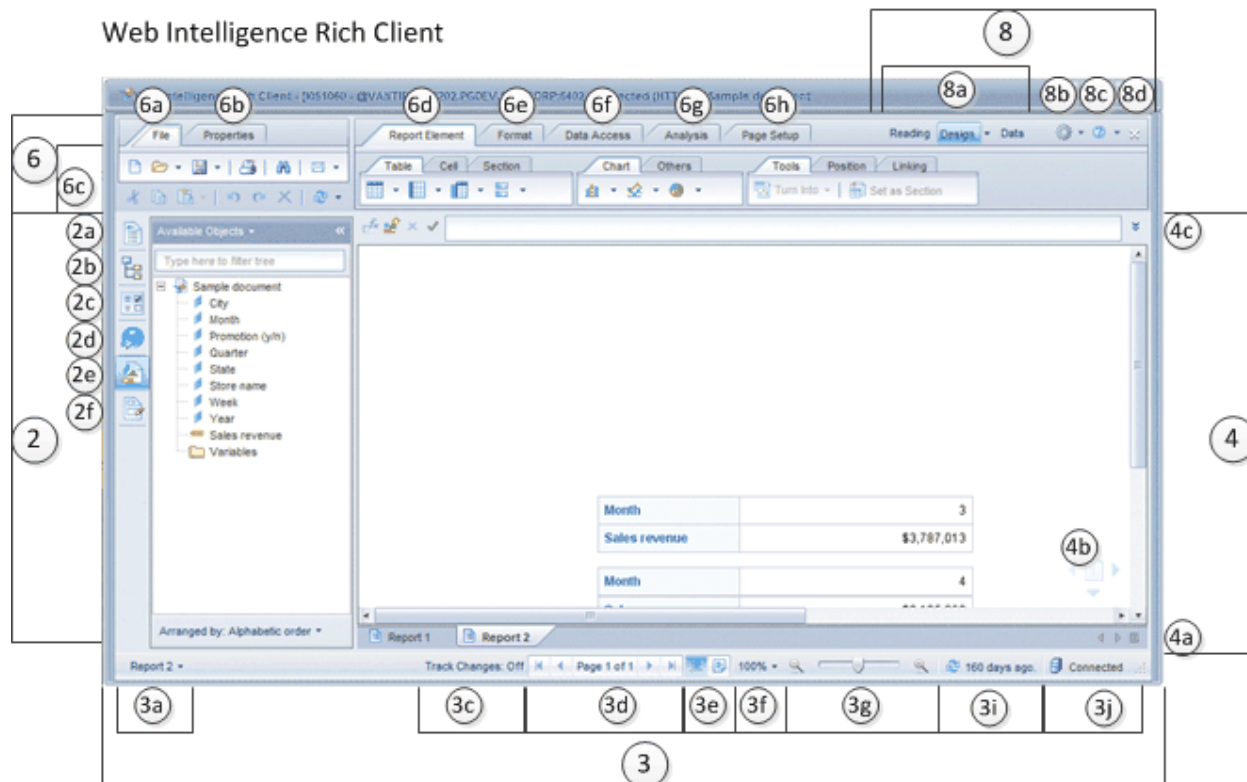 Web Intelligence Rich Client
8
8a
8b 8c 8d
6a 6b 6d 6e 6f 6g 6h
File Properties Report Element Format Data Access Analysis Page Setup Reading Design Data
6
6c
Table Cell Section Chart Others Tools Position Linking
Turn Into Set as Section
2a
Available Objects
4c
2b
Type here to filter tree
Sample document
2c
City
Month
2d
Promotion (y/n)
Quarter
2e
State
Store name
2f
Week
Year
2
Sales revenue
4
Variables
Month 3
Sales revenue $3,787,013
4b
Month 4
Arranged by: Alphabetic order
Report 1 Report 2
4a
Report 2 Track Changes: Off Page 1 of 1 100% 160 days ago. Connected
3a 3c 3d 3e 3f 3g 3i 3j
3